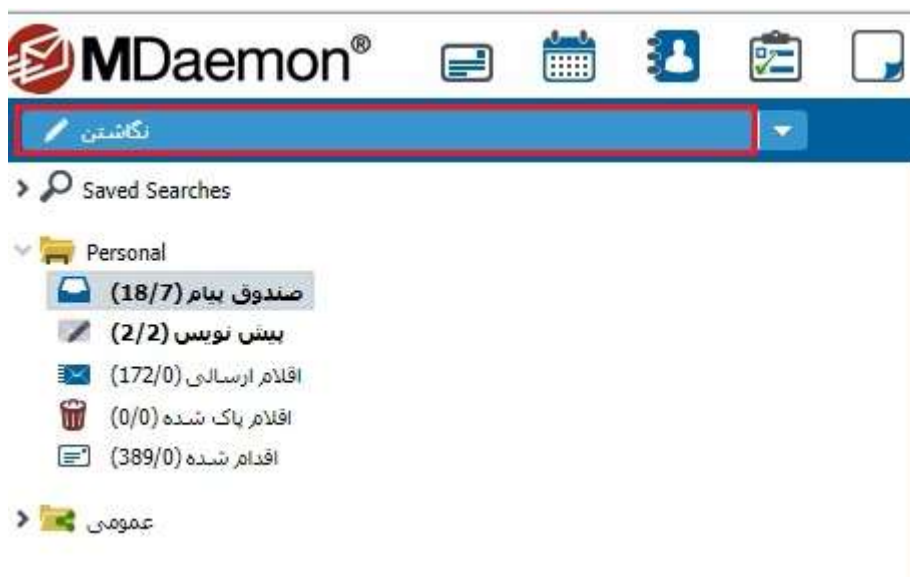 MDaemon®
نگاشتن
Saved Searches
Personal
صندوق پیام (18/7)
پیش نویس (2/2)
اقلام ارسالی (172/0)
اقلام پاک شده (0/0)
اقدام شده (389/0)
عمومی